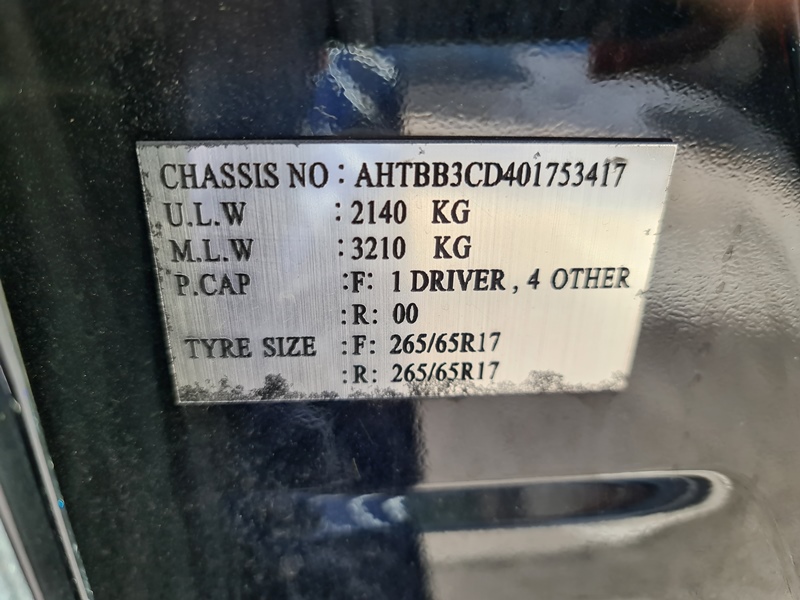 CHASSIS NO : AHTBB3CD401753417
U.L.W : 2140 KG
M.L.W : 3210 KG
P.CAP :F: 1 DRIVER , 4 OTHER
:R: 00
TYRE SIZE :F: 265/65R17
:R: 265/65R17